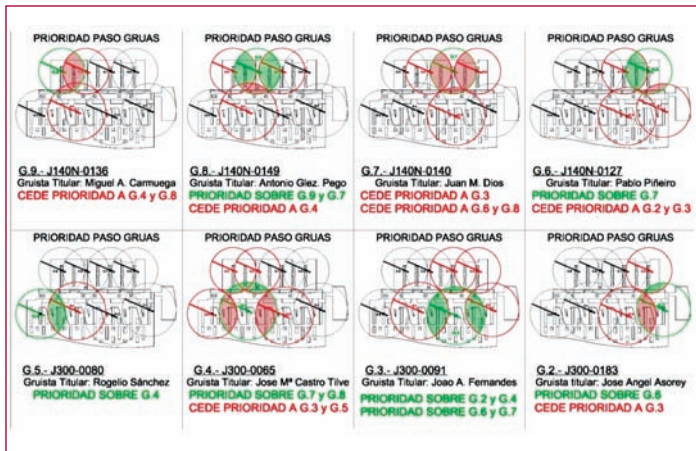 PRIORIDAD PASO GRUAS
G.9.- J140N-0136
Gruista Titular: Miguel A. Carmuega
CEDE PRIORIDAD A G.4 y G.8
PRIORIDAD PASO GRUAS
G.8.- J140N-0149
Gruista Titular: Antonio Glez. Pego
PRIORIDAD SOBRE G.9 y G.7
CEDE PRIORIDAD A G.4
PRIORIDAD PASO GRUAS
G.7.- J140N-0140
Gruista Titular: Juan M. Dios
CEDE PRIORIDAD A G.3
CEDE PRIORIDAD A G.6 y G.8
PRIORIDAD PASO GRUAS
G.6.- J140N-0127
Gruista Titular: Pablo Piñeiro
PRIORIDAD SOBRE G.7
CEDE PRIORIDAD A G.2 y G.3
PRIORIDAD PASO GRUAS
G.5.- J300-0080
Gruista Titular: Rogelio Sánchez
PRIORIDAD SOBRE G.4
PRIORIDAD PASO GRUAS
G.4.- J300-0065
Gruista Titular: Jose Mª Castro Tilve
PRIORIDAD SOBRE G.7 y G.8
CEDE PRIORIDAD A G.3 y G.5
PRIORIDAD PASO GRUAS
G.3.- J300-0091
Gruista Titular: Joao A. Fernandes
PRIORIDAD SOBRE G.2 y G.4
PRIORIDAD SOBRE G.6 y G.7
PRIORIDAD PASO GRUAS
G.2.- J300-0183
Gruista titular: Jose Angel Asorey
PRIORIDAD SOBRE G.6
CEDE PRIORIDAD A G.3